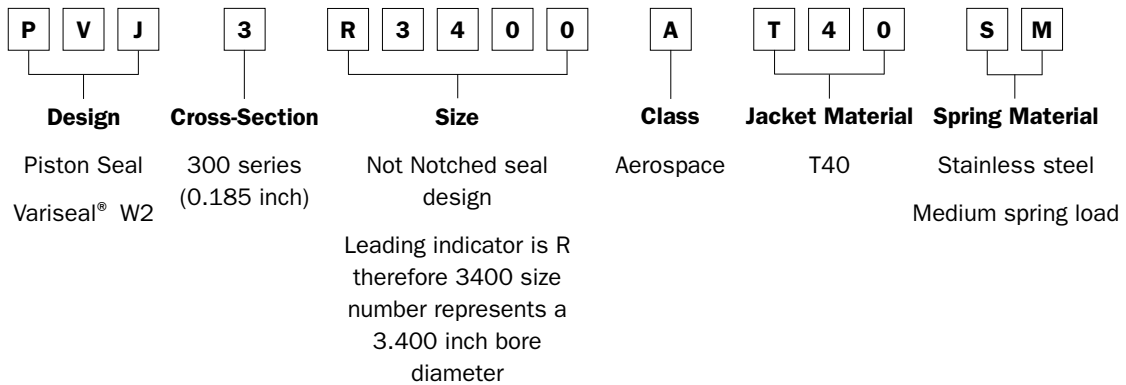 P V J 3 R 3 4 0 0 A T 4 0 S M
Design Cross-Section Size Class Jacket Material Spring Material
Piston Seal
Variseal® W2
300 series
(0.185 inch)
Not Notched seal
design
Leading indicator is R
therefore 3400 size
number represents a
3.400 inch bore
diameter
Aerospace
T40
Stainless steel
Medium spring load